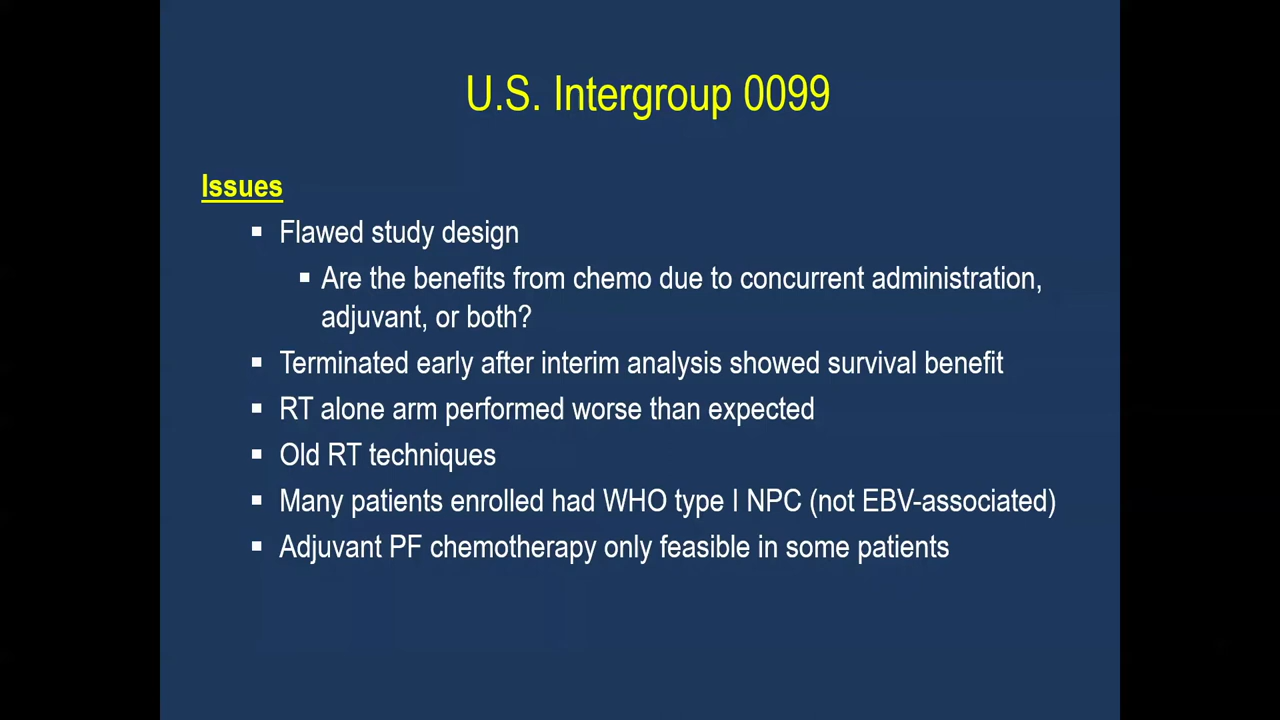 U.S. Intergroup 0099
Issues
▪ Flawed study design
▪ Are the benefits from chemo due to concurrent administration,
adjuvant, or both?
▪ Terminated early after interim analysis showed survival benefit
▪ RT alone arm performed worse than expected
▪ Old RT techniques
▪ Many patients enrolled had WHO type I NPC (not EBV-associated)
▪ Adjuvant PF chemotherapy only feasible in some patients